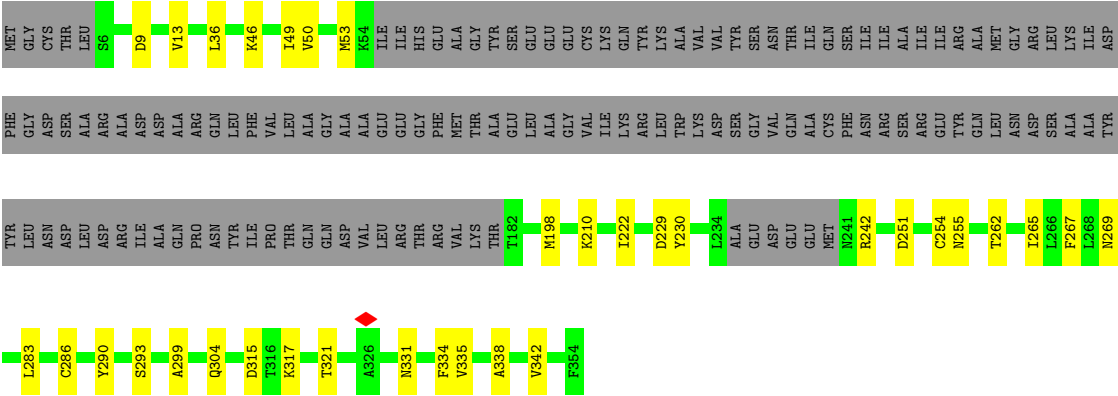 MET GLY CYS THR LEU S6 D9 V13 L36 K46 I49 V50 M53 K54 ILE ILE HIS GLU ALA GLY TYR SER GLU GLU GLU CYS LYS GLN TYR LYS ALA VAL VAL TYR SER ASN THR ILE GLN SER ILE ILE ALA ILE ILE ARG ALA MET GLY ARG LEU LYS ILE ASP
PHE GLY ASP SER ALA ARG ALA ASP ASP ALA ARG GLN LEU PHE VAL LEU ALA GLY ALA ALA GLU GLU GLY PHE MET THR ALA GLU LEU ALA GLY VAL ILE LYS ARG LEU TRP LYS ASP SER GLY VAL GLN ALA CYS PHE ASN ARG SER ARG GLU TYR GLN LEU ASN ASP SER ALA ALA TYR
TYR LEU ASN ASP LEU ASP ARG ILE ALA GLN PRO ASN TYR ILE PRO THR GLN GLN ASP VAL LEU ARG THR ARG VAL LYS THR T182 M198 K210 I222 D229 Y230 L234 ALA GLU ASP GLU GLU MET N241 R242 D251 C254 N255 T262 I265 L266 F267 L268 N269
L283 C286 Y290 S293 A299 Q304 D315 T316 K317 T321 A326 N331 F334 V335 A338 V342 F354